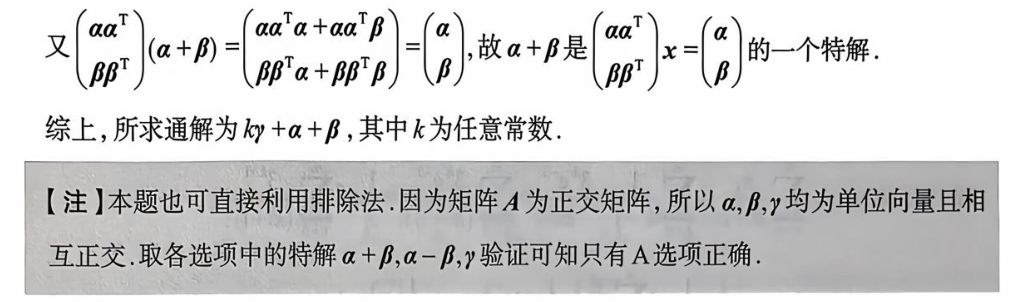 又(αα^T ββ^T)(α+β)=(αα^Tα+αα^Tβ ββ^Tα+ββ^Tβ)=(α β),故α+β是(αα^T ββ^T)x=(α β)的一个特解.
综上,所求通解为kγ+α+β,其中k为任意常数.
【注】本题也可直接利用排除法.因为矩阵A为正交矩阵,所以α,β,γ均为单位向量且相
互正交.取各选项中的特解α+β,α-β,γ验证可知只有A选项正确.